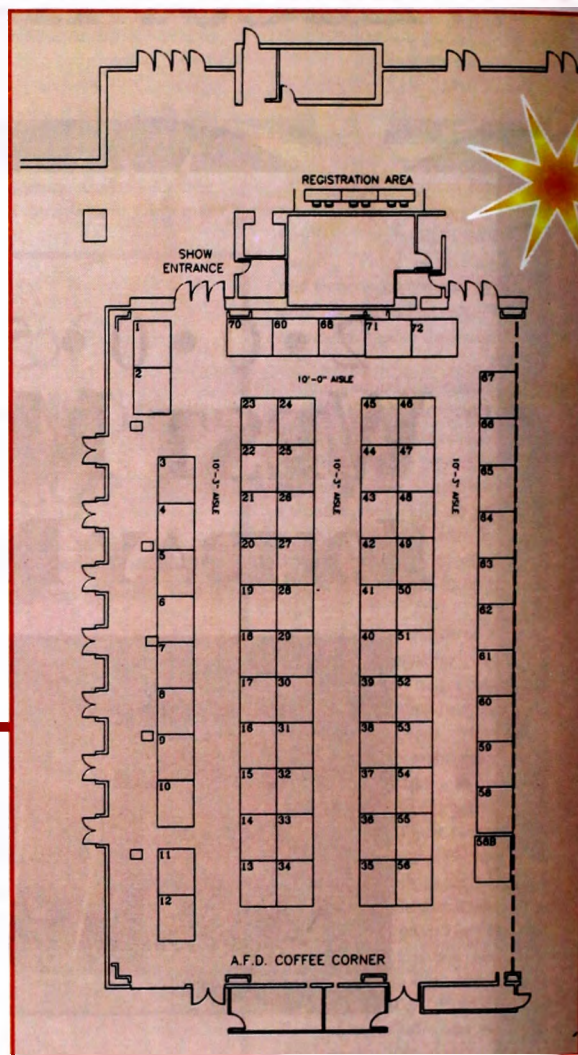 REGISTRATION AREA
SHOW
ENTRANCE
70 69 68 71 72
1
2
10'-0" AISLE
67
23 24 45 46
66
22 25 44 47
3 10'-3" AISLE 10'-3" AISLE 10'-3" AISLE
65
21 26 43 48
4
64
20 27 42 49
5
63
19 28 41 50
6
62
18 29 40 51
7
61
17 30 39 52
8
60
16 31 38 53
9
59
15 32 37 54
10
58
14 33 36 55
58B
11
13 34 35 56
12
A.F.D. COFFEE CORNER